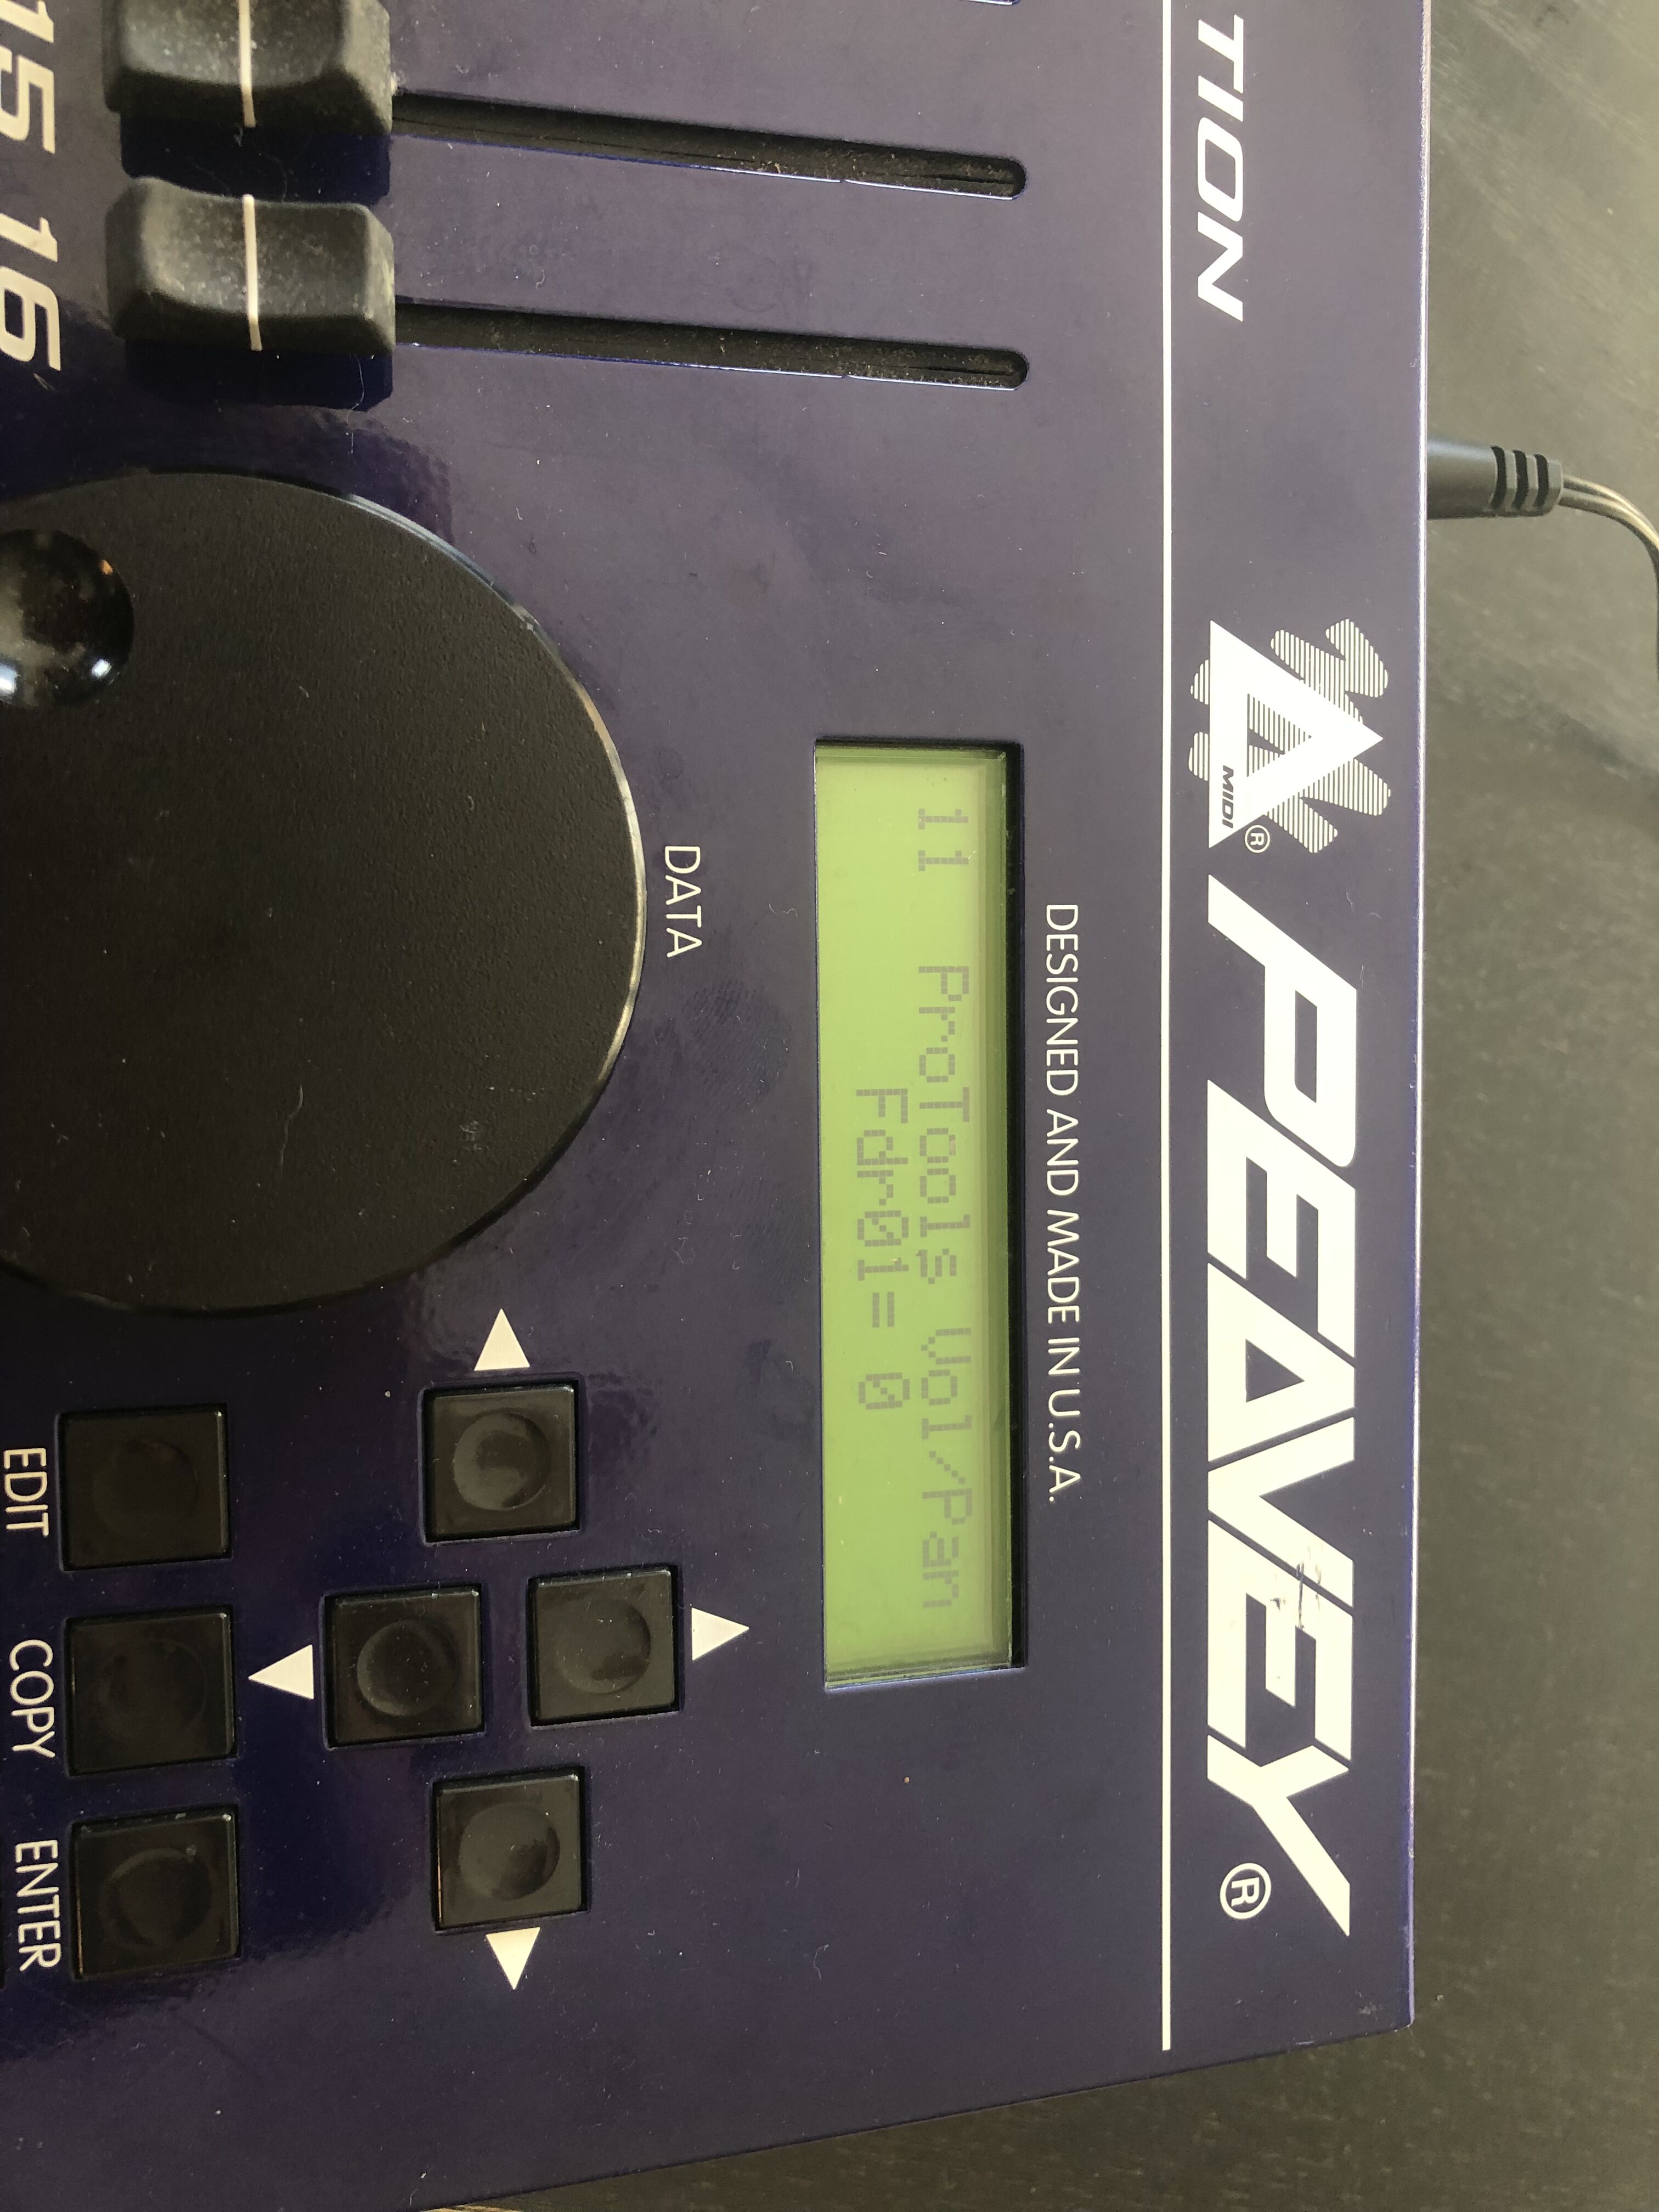 TION
MIDI ® PEAVEY ®
DESIGNED AND MADE IN U.S.A.
11 ProTools Vol/Pan
Fdr01= 0
DATA
15 16
EDIT COPY ENTER